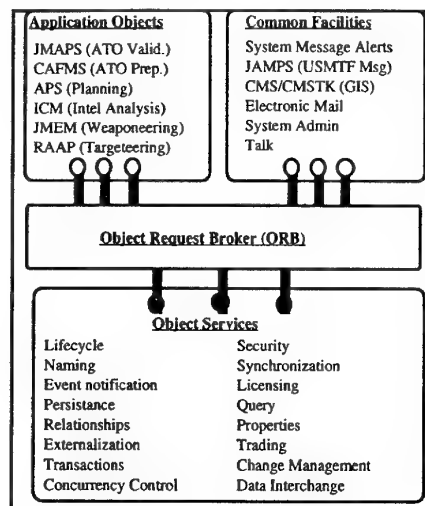 Application Objects
JMAPS (ATO Valid.)
CAFMS (ATO Prep.)
APS (Planning)
ICM (Intel Analysis)
JMEM (Weaponeering)
RAAP (Targeteering)
Common Facilities
System Message Alerts
JAMPS (USMTF Msg)
CMS/CMSTK (GIS)
Electronic Mail
System Admin
Talk
Object Request Broker (ORB)
Object Services
Lifecycle
Naming
Event notification
Persistance
Relationships
Externalization
Transactions
Concurrency Control
Security
Synchronization
Licensing
Query
Properties
Trading
Change Management
Data Interchange